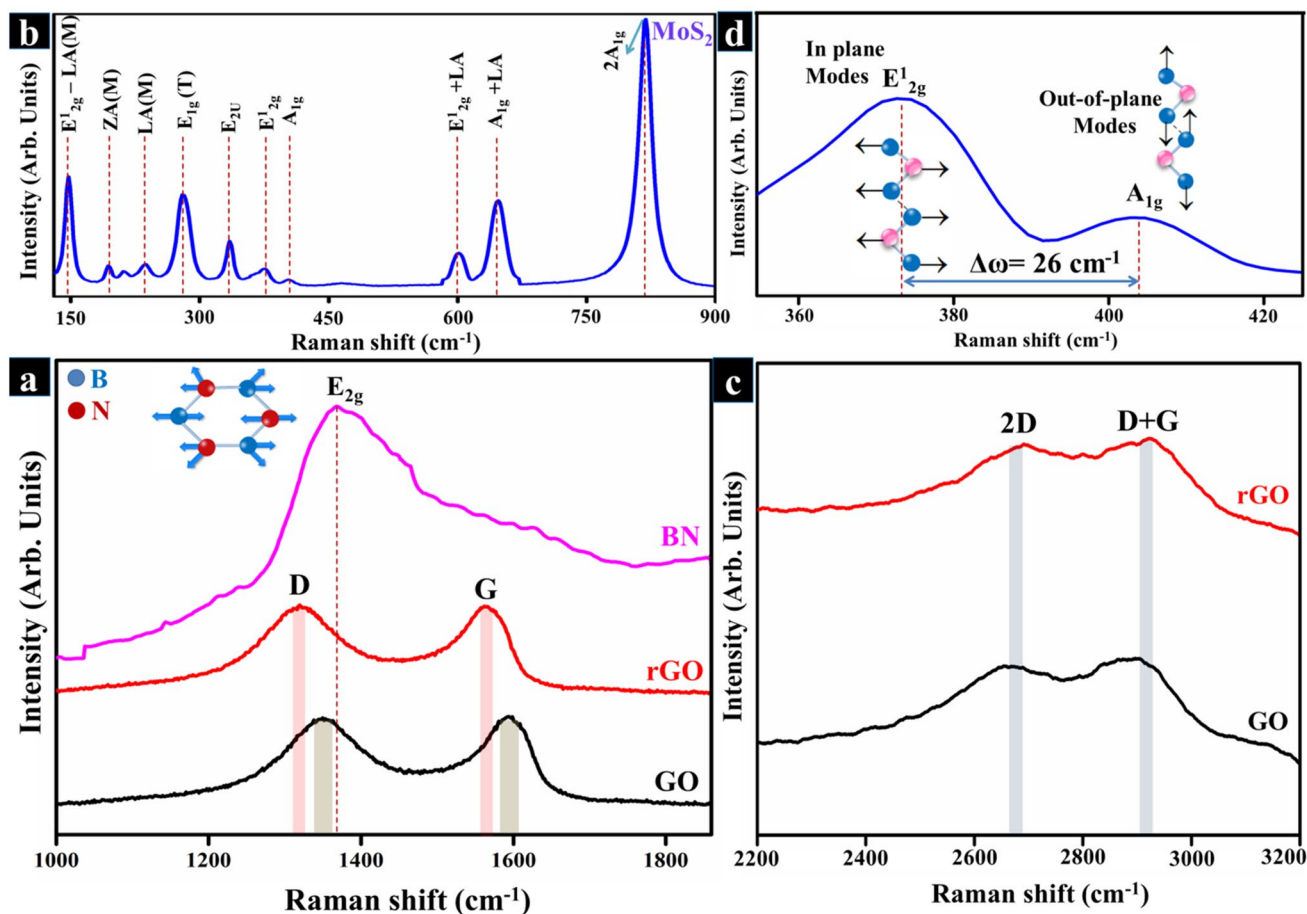 b
Intensity (Arb. Units)
E¹₂g – LA(M)
ZA(M)
LA(M)
E₁g (T)
E₂U
E¹₂g
A₁g
E¹₂g +LA
A₁g +LA
2A₁g
MoS₂
150 300 450 600 750 900
Raman shift (cm⁻¹)
d
Intensity (Arb. Units)
In plane
Modes
E¹₂g
Out-of-plane
Modes
A₁g
Δω= 26 cm⁻¹
360 380 400 420
Raman shift (cm⁻¹)
a
B
N
Intensity (Arb. Units)
E₂g
BN
D
G
rGO
GO
1000 1200 1400 1600 1800
Raman shift (cm⁻¹)
c
Intensity (Arb. Units)
2D
D+G
rGO
GO
2200 2400 2600 2800 3000 3200
Raman shift (cm⁻¹)